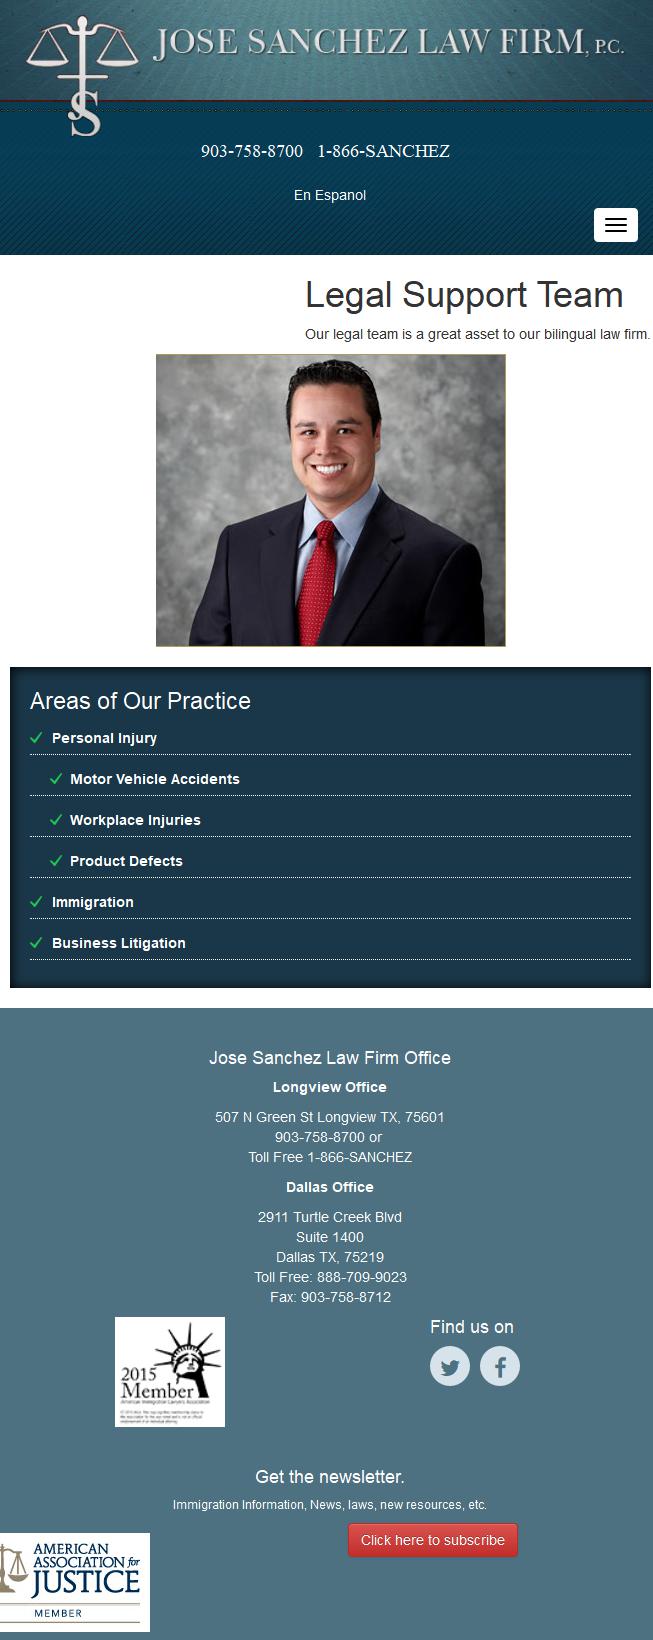 JOSE SANCHEZ LAW FIRM, P.C.
JS
903-758-8700 1-866-SANCHEZ
En Espanol
Legal Support Team
Our legal team is a great asset to our bilingual law firm.
Areas of Our Practice
Personal Injury
Motor Vehicle Accidents
Workplace Injuries
Product Defects
Immigration
Business Litigation
Jose Sanchez Law Firm Office
Longview Office
507 N Green St Longview TX, 75601
903-758-8700 or
Toll Free 1-866-SANCHEZ
Dallas Office
2911 Turtle Creek Blvd
Suite 1400
Dallas TX, 75219
Toll Free: 888-709-9023
Fax: 903-758-8712
2015
Member
American Immigration Lawyers Association
Find us on
Get the newsletter.
Immigration Information, News, laws, new resources, etc.
Click here to subscribe
AMERICAN
ASSOCIATION for
JUSTICE
MEMBER